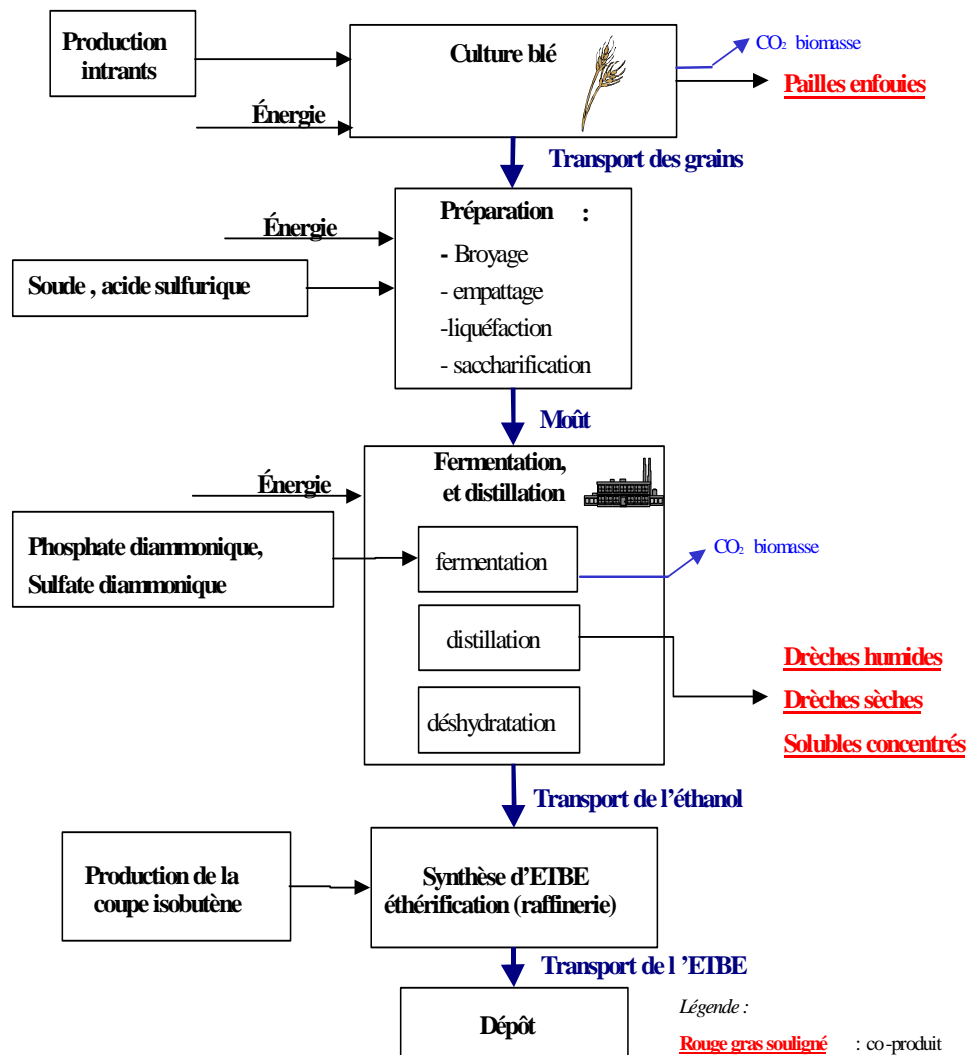 Production
intrants
Culture blé
CO₂ biomasse
Pailles enfouies
Énergie
Transport des grains
Préparation :
- Broyage
- empattage
-liquéfaction
- saccharification
Énergie
Soude , acide sulfurique
Moût
Fermentation,
et distillation
Énergie
Phosphate diammonique,
Sulfate diammonique
fermentation
CO₂ biomasse
distillation
déshydratation
Drèches humides
Drèches sèches
Solubles concentrés
Transport de l’éthanol
Production de la
coupe isobutène
Synthèse d’ETBE
éthérification (raffinerie)
Transport de l ’ETBE
Dépôt
Légende :
Rouge gras souligné : co-produit